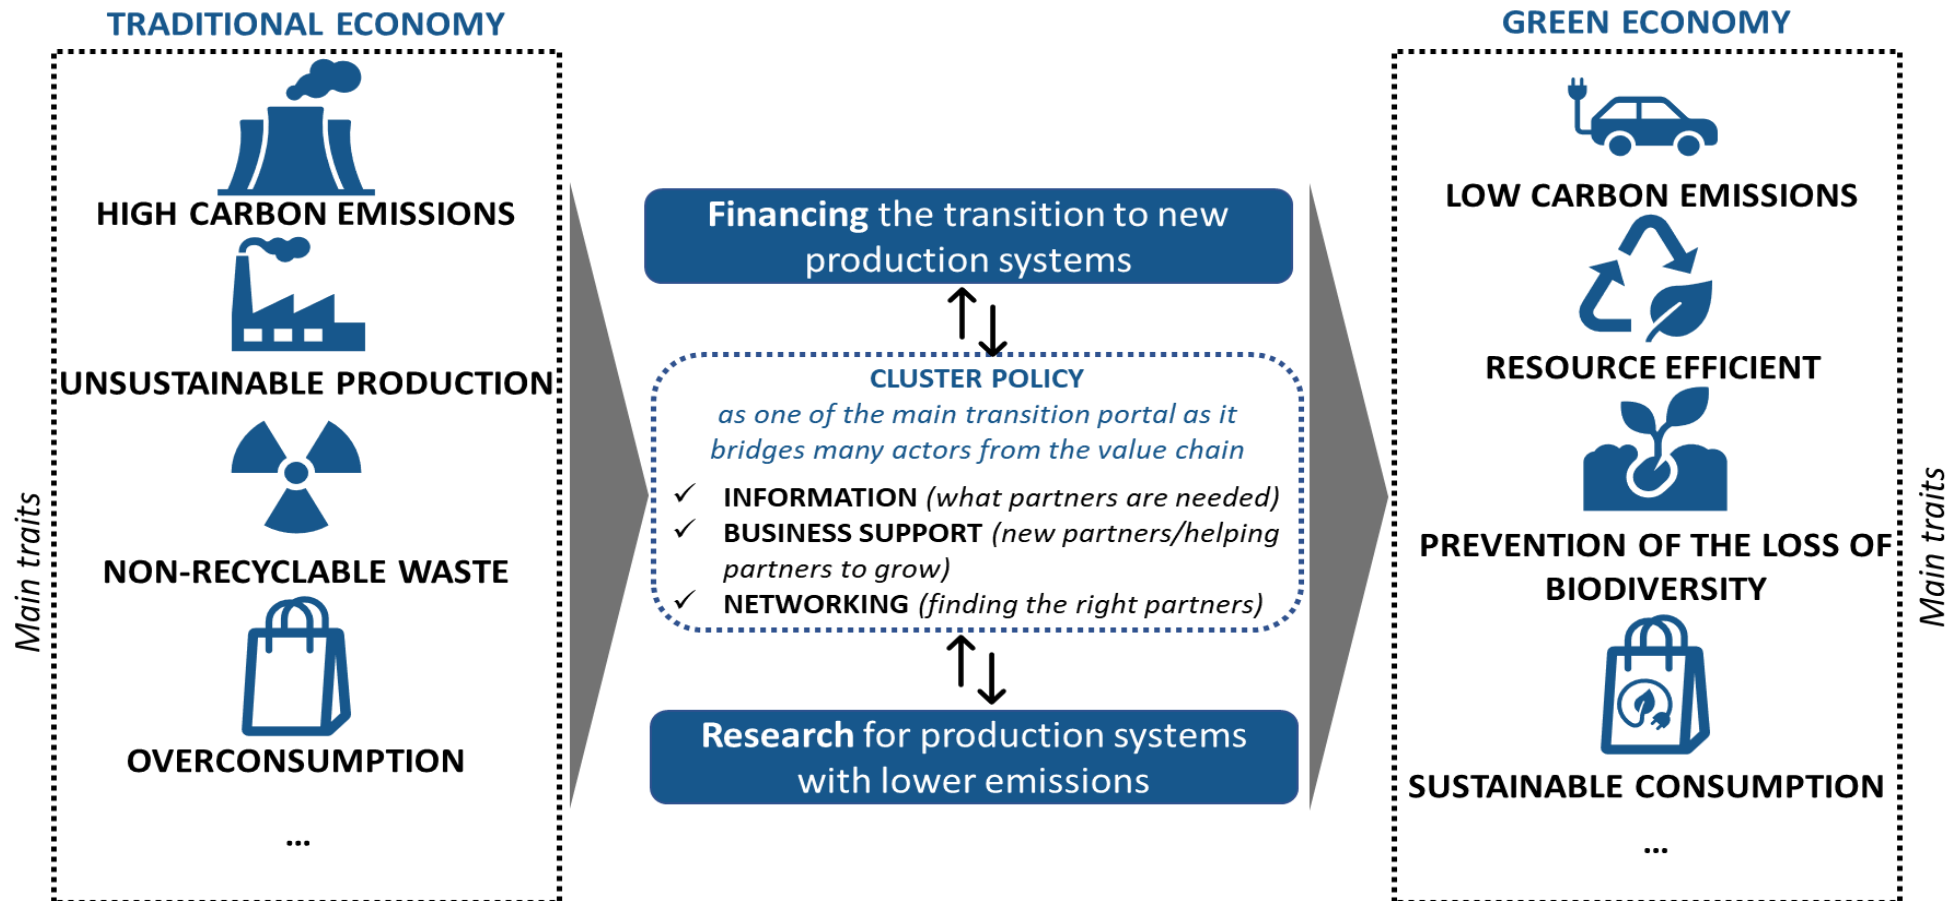 TRADITIONAL ECONOMY
HIGH CARBON EMISSIONS
UNSUSTAINABLE PRODUCTION
NON-RECYCLABLE WASTE
OVERCONSUMPTION
...
Main traits
Financing the transition to new
production systems
CLUSTER POLICY
as one of the main transition portal as it
bridges many actors from the value chain
✓ INFORMATION (what partners are needed)
✓ BUSINESS SUPPORT (new partners/helping
partners to grow)
✓ NETWORKING (finding the right partners)
Research for production systems
with lower emissions
GREEN ECONOMY
LOW CARBON EMISSIONS
RESOURCE EFFICIENT
PREVENTION OF THE LOSS OF
BIODIVERSITY
SUSTAINABLE CONSUMPTION
...
Main traits